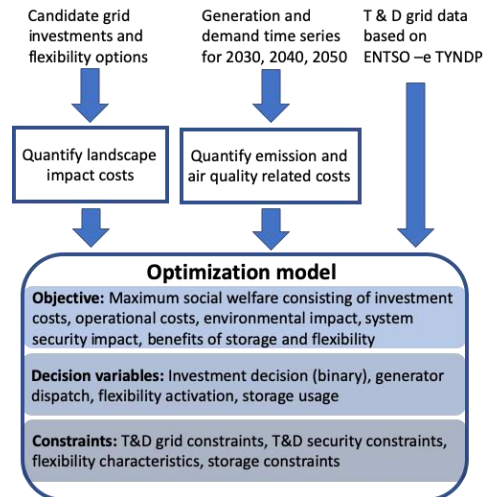 Candidate grid
investments and
flexibility options
Generation and
demand time series
for 2030, 2040, 2050
T & D grid data
based on
ENTSO –e TYNDP
Quantify landscape
impact costs
Quantify emission and
air quality related costs
Optimization model
Objective: Maximum social welfare consisting of investment
costs, operational costs, environmental impact, system
security impact, benefits of storage and flexibility
Decision variables: Investment decision (binary), generator
dispatch, flexibility activation, storage usage
Constraints: T&D grid constraints, T&D security constraints,
flexibility characteristics, storage constraints